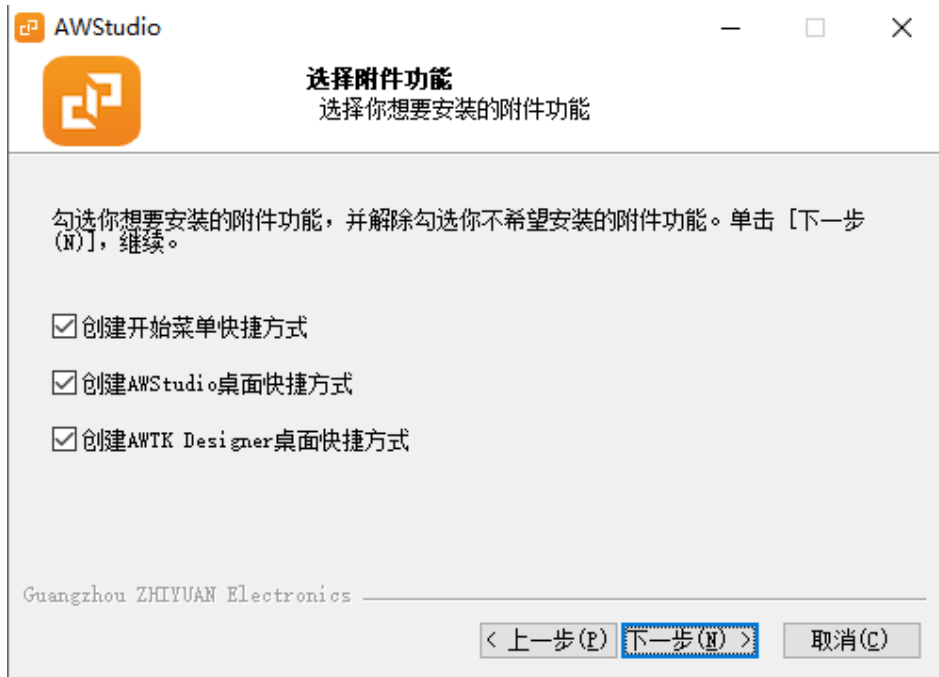 AWStudio
选择附件功能
选择你想要安装的附件功能
勾选你想要安装的附件功能，并解除勾选你不希望安装的附件功能。单击 [下一步
(N)]，继续。
创建开始菜单快捷方式
创建AWStudio桌面快捷方式
创建AWTK Designer桌面快捷方式
Guangzhou ZHIYUAN Electronics
< 上一步(P) 下一步(N) > 取消(C)